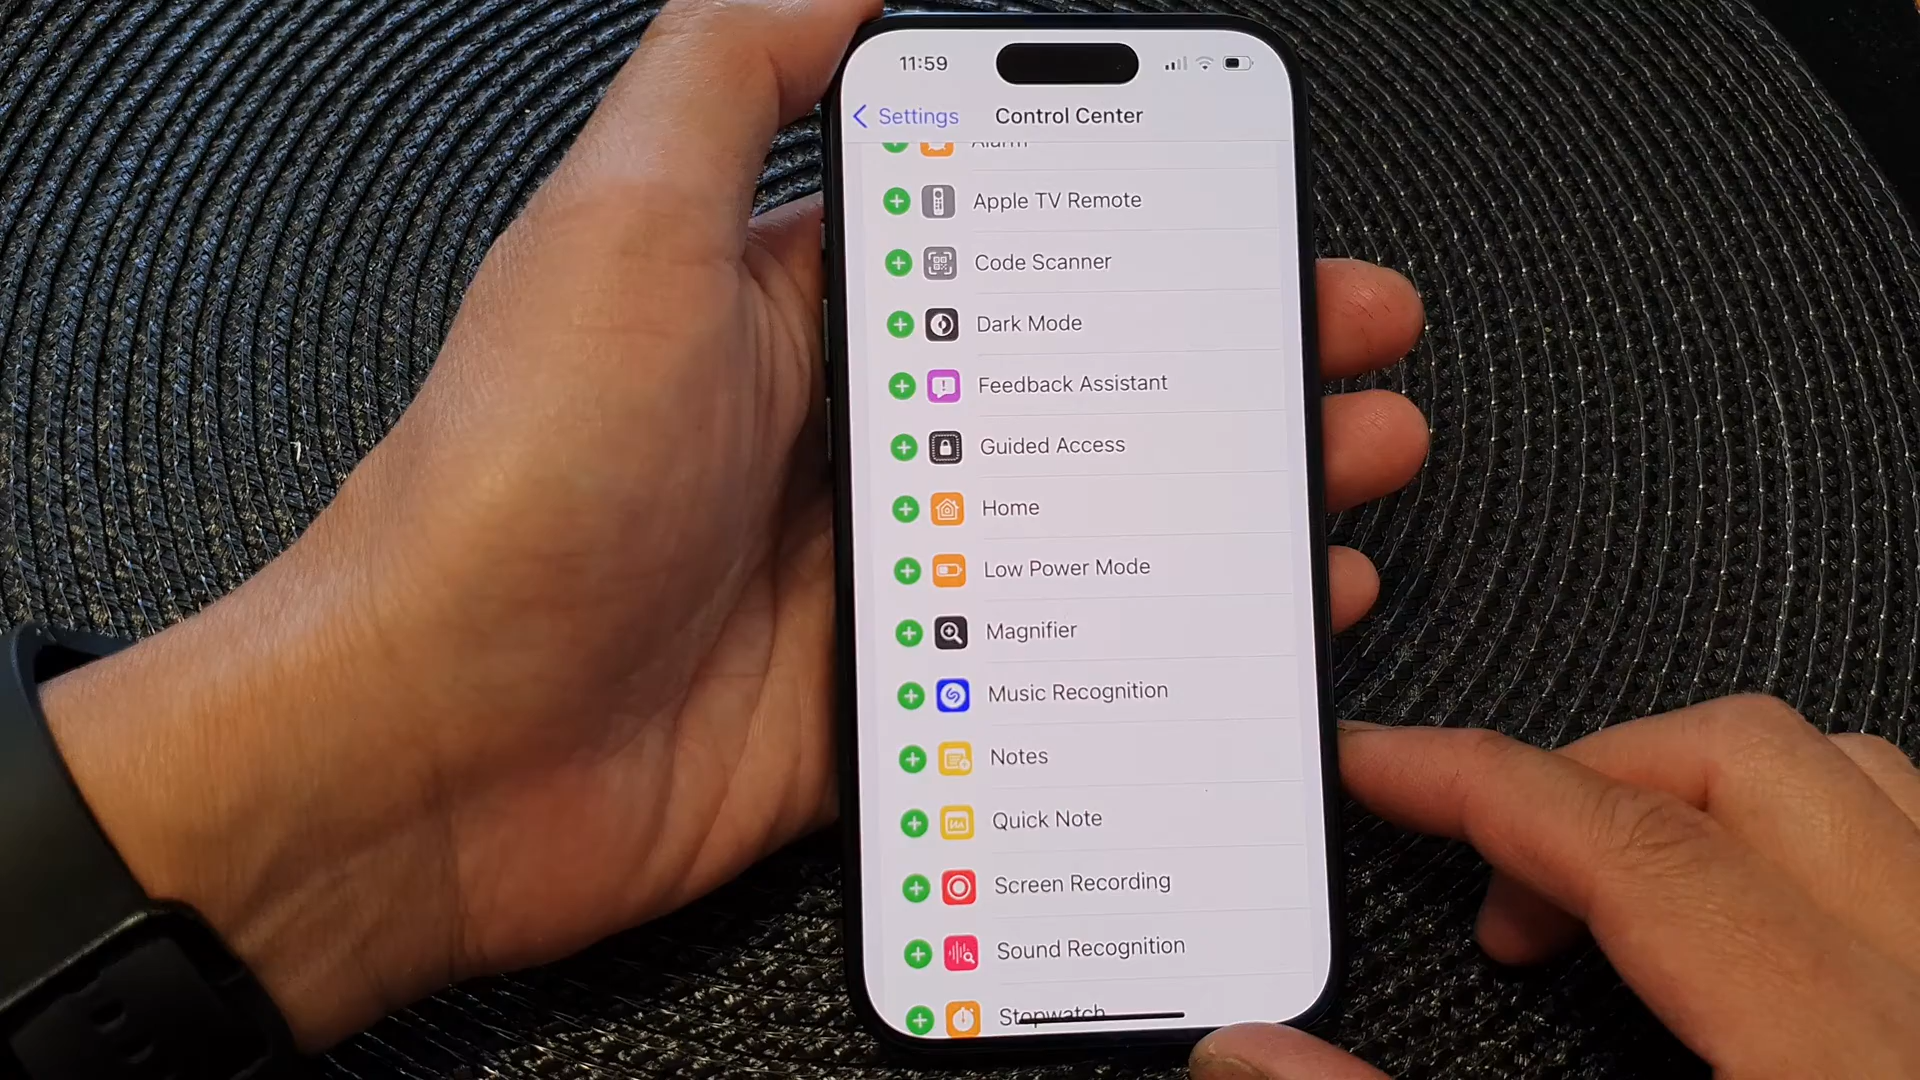 11:59
Settings
Control Center
Alarm
Apple TV Remote
Code Scanner
Dark Mode
Feedback Assistant
Guided Access
Home
Low Power Mode
Magnifier
Music Recognition
Notes
Quick Note
Screen Recording
Sound Recognition
Stopwatch